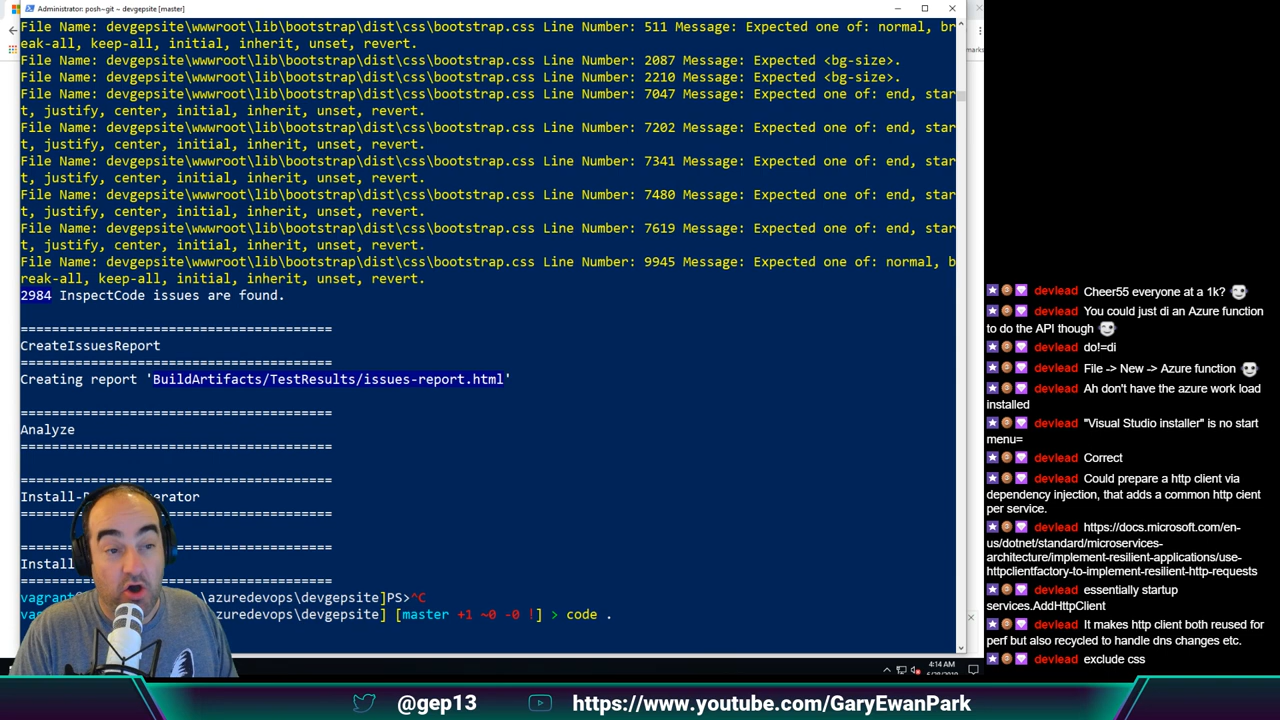 Administrator: posh~git ~ devgepsite [master]
File Name: devgepsite\wwwroot\lib\bootstrap\dist\css\bootstrap.css Line Number: 511 Message: Expected one of: normal, br
eak-all, keep-all, initial, inherit, unset, revert.
File Name: devgepsite\wwwroot\lib\bootstrap\dist\css\bootstrap.css Line Number: 2087 Message: Expected <bg-size>.
File Name: devgepsite\wwwroot\lib\bootstrap\dist\css\bootstrap.css Line Number: 2210 Message: Expected <bg-size>.
File Name: devgepsite\wwwroot\lib\bootstrap\dist\css\bootstrap.css Line Number: 7047 Message: Expected one of: end, star
t, justify, center, initial, inherit, unset, revert.
File Name: devgepsite\wwwroot\lib\bootstrap\dist\css\bootstrap.css Line Number: 7202 Message: Expected one of: end, star
t, justify, center, initial, inherit, unset, revert.
File Name: devgepsite\wwwroot\lib\bootstrap\dist\css\bootstrap.css Line Number: 7341 Message: Expected one of: end, star
t, justify, center, initial, inherit, unset, revert.
File Name: devgepsite\wwwroot\lib\bootstrap\dist\css\bootstrap.css Line Number: 7480 Message: Expected one of: end, star
t, justify, center, initial, inherit, unset, revert.
File Name: devgepsite\wwwroot\lib\bootstrap\dist\css\bootstrap.css Line Number: 7619 Message: Expected one of: end, star
t, justify, center, initial, inherit, unset, revert.
File Name: devgepsite\wwwroot\lib\bootstrap\dist\css\bootstrap.css Line Number: 9945 Message: Expected one of: normal, b
reak-all, keep-all, initial, inherit, unset, revert.
2984 InspectCode issues are found.
========================================
CreateIssuesReport
========================================
Creating report 'BuildArtifacts/TestResults/issues-report.html'
========================================
Analyze
========================================
========================================
Install- erator
========================================
========================================
Install
========================================
vagrant \azuredevops\devgepsite]PS>^C
vag \azuredevops\devgepsite] [master +1 ~0 -0 !] > code .
4:14 AM
marks
devlead Cheer55 everyone at a 1k?
devlead You could just di an Azure function
to do the API though
devlead do!=di
devlead File -> New -> Azure function
devlead Ah don't have the azure work load
installed
devlead "Visual Studio installer" is no start
menu=
devlead Correct
devlead Could prepare a http client via
dependency injection, that adds a common http cient
per service.
devlead https://docs.microsoft.com/en-
us/dotnet/standard/microservices-
architecture/implement-resilient-applications/use-
httpclientfactory-to-implement-resilient-http-requests
devlead essentially startup
services.AddHttpClient
devlead It makes http client both reused for
perf but also recycled to handle dns changes etc.
devlead exclude css
@gep13
https://www.youtube.com/GaryEwanPark